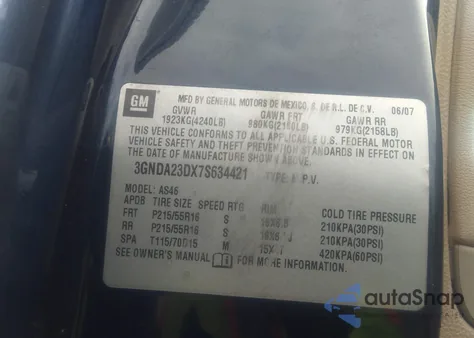 GM
MFD BY GENERAL MOTORS DE MEXICO, S. DE R.L. DE C.V. 06/07
GVWR GAWR FRT GAWR RR
1923KG(4240LB) 980KG(2160LB) 979KG(2158LB)
THIS VEHICLE CONFORMS TO ALL APPLICABLE U.S. FEDERAL MOTOR
VEHICLE SAFETY AND THEFT PREVENTION STANDARDS IN EFFECT ON THE
DATE OF MANUFACTURE SHOWN ABOVE.
3GNDA23DX7S634421 TYPE: M.P.V.
MODEL: AS46
APOB TIRE SIZE SPEED RTG RIM COLD TIRE PRESSURE
FRT P215/55R16 S 210KPA(30PSI)
RR P215/55R16 S 210KPA(30PSI)
SPA T115/70 15 M 420KPA(60PSI)
SEE OWNER'S MANUAL FOR MORE INFORMATION.
autoSnap